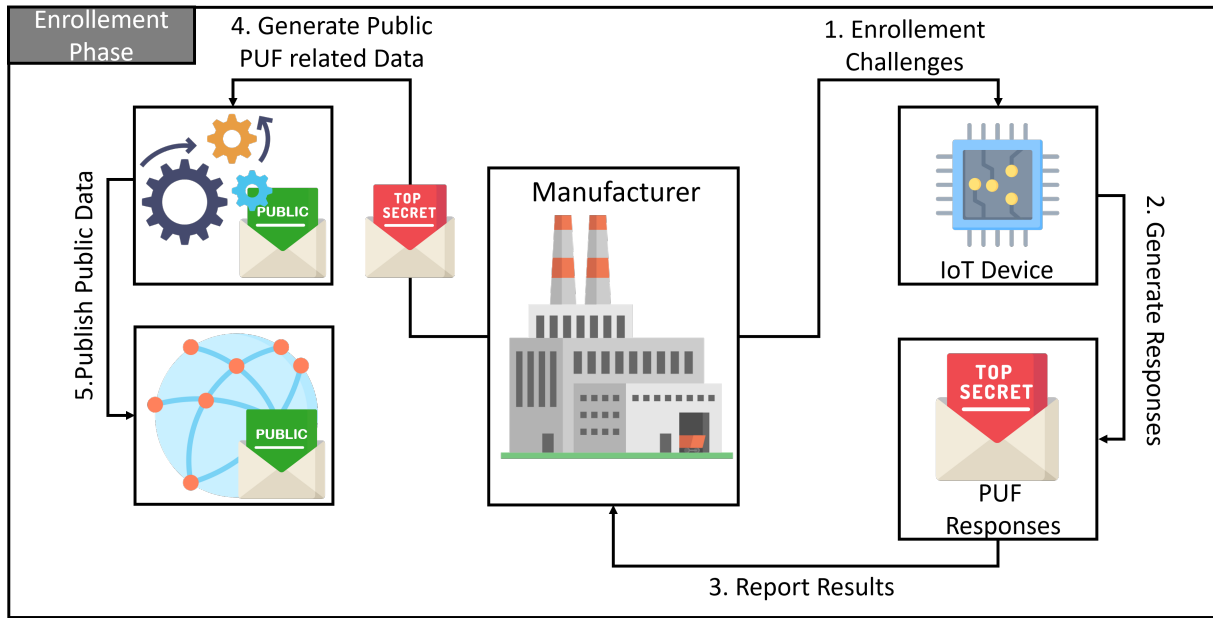 Enrollement
Phase
4. Generate Public
PUF related Data
1. Enrollement
Challenges
PUBLIC
TOP
SECRET
Manufacturer
IoT Device
2. Generate Responses
5.Publish Public Data
PUBLIC
TOP
SECRET
PUF
Responses
3. Report Results